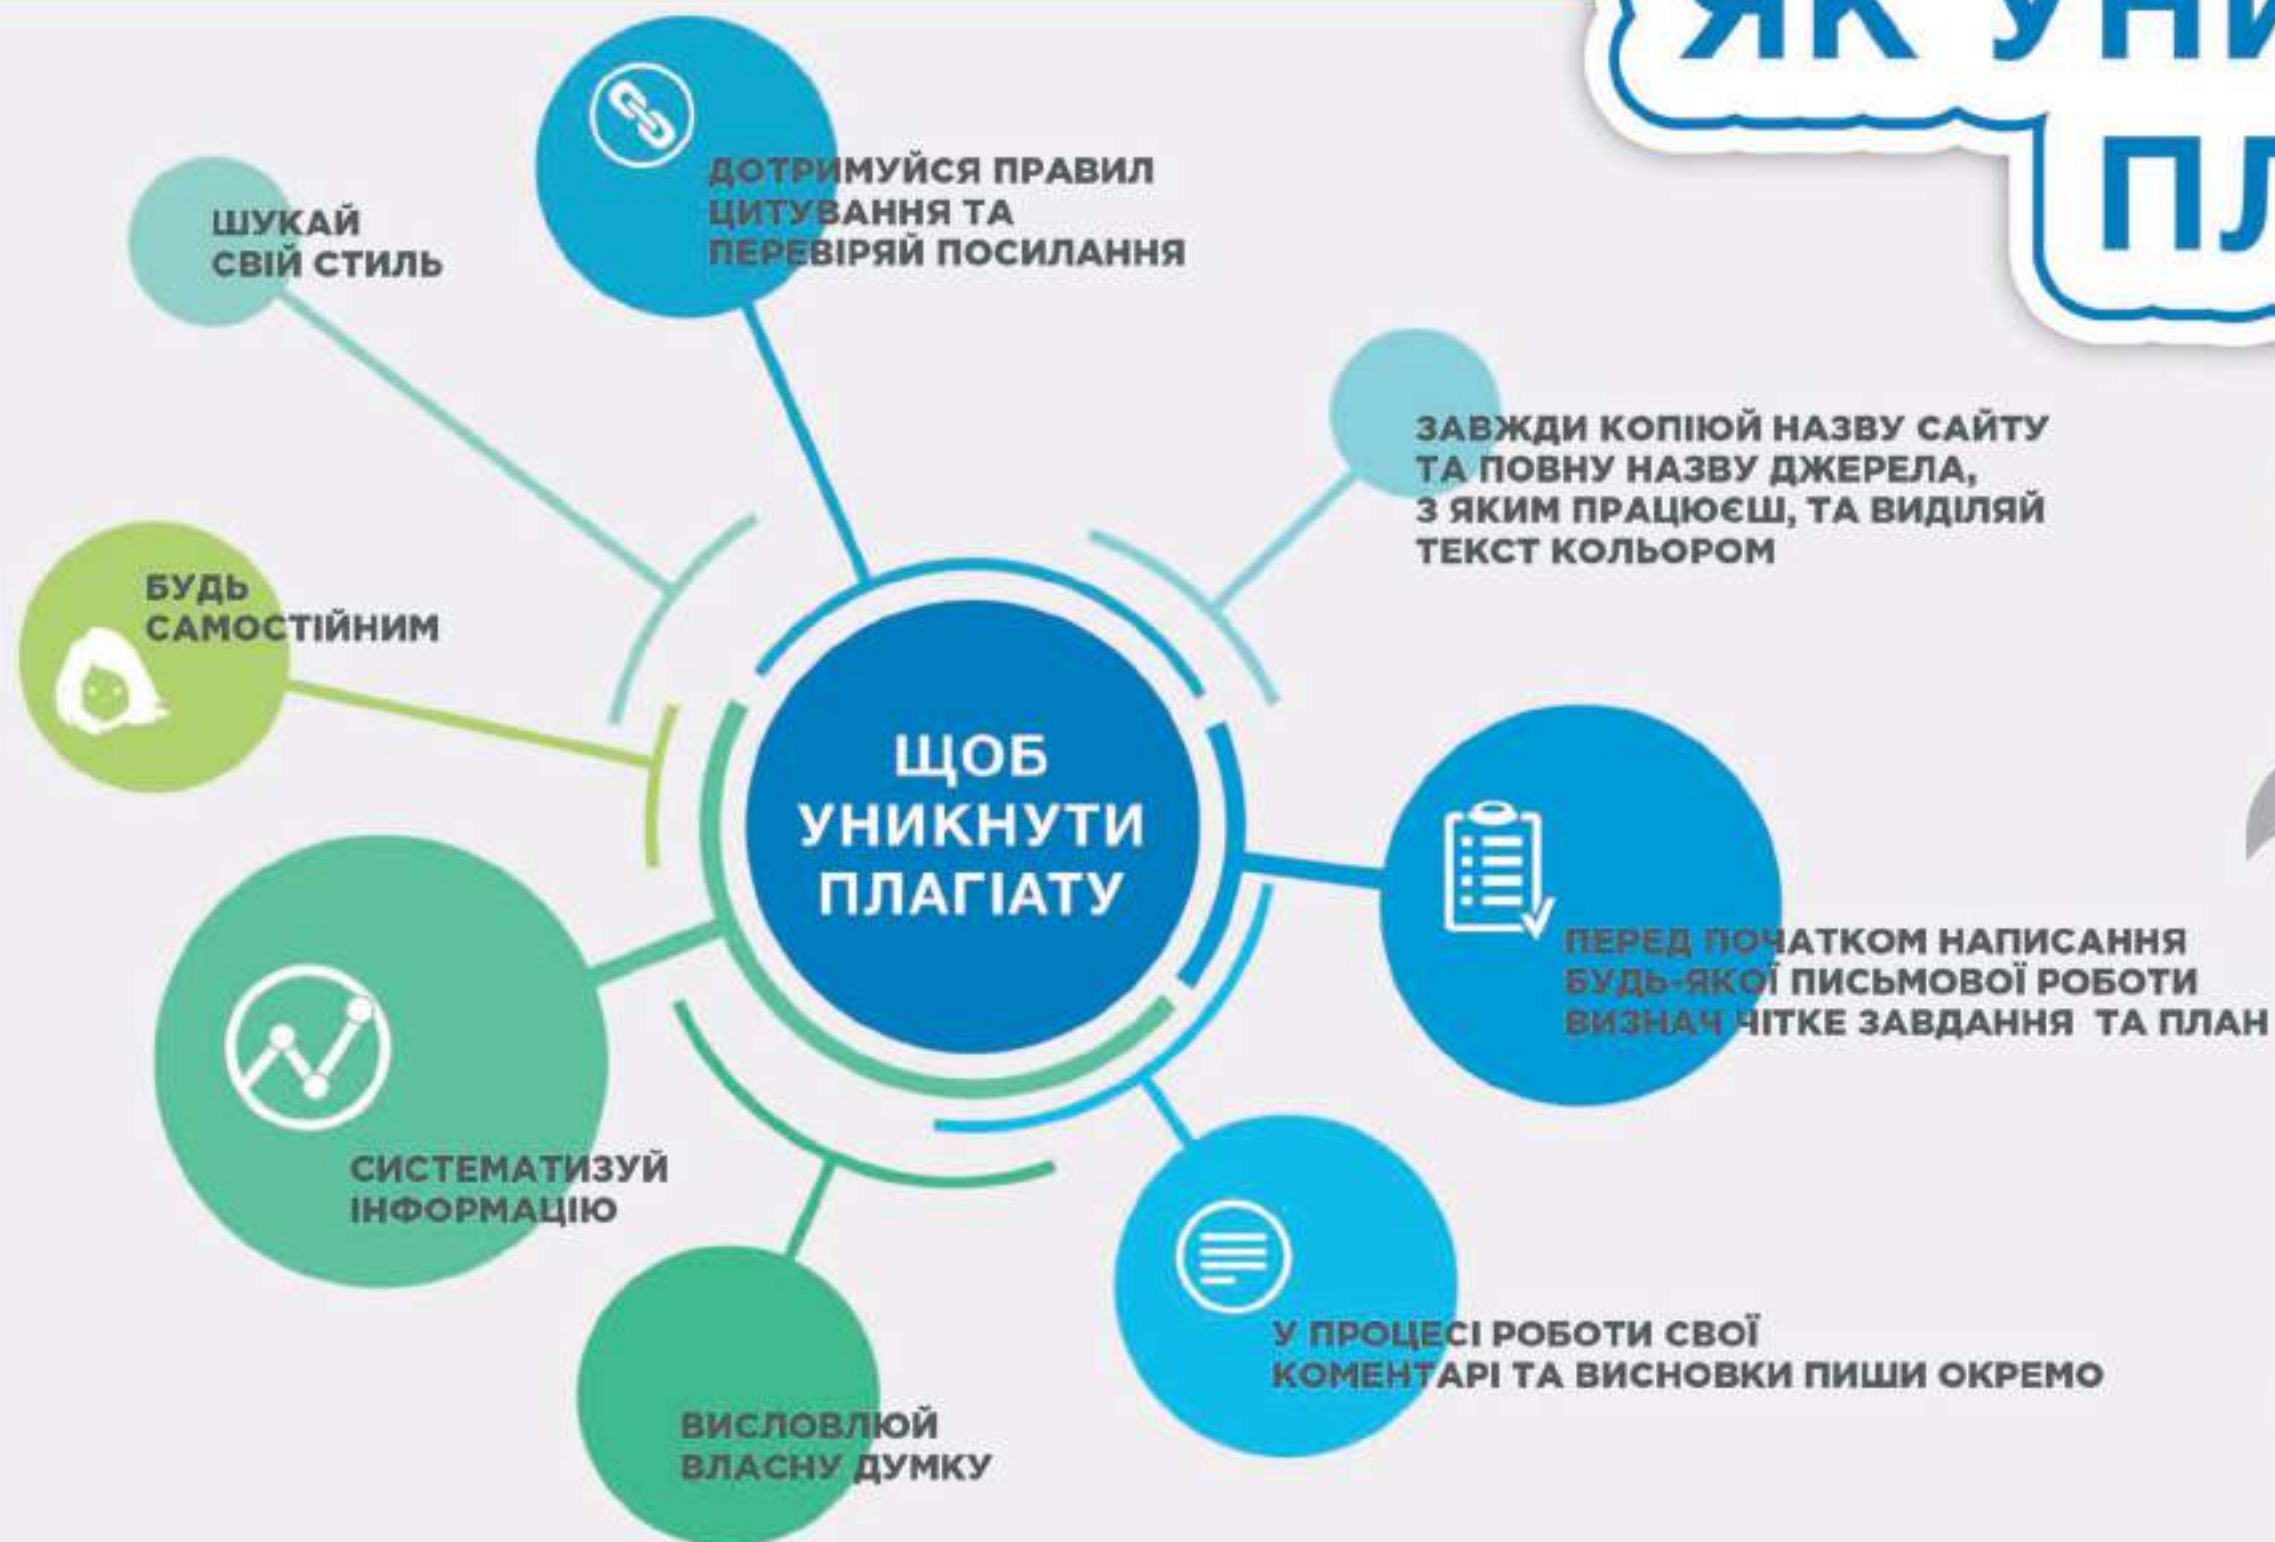 ЯК
ДОТРИМУЙСЯ ПРАВИЛ
ЦИТУВАННЯ ТА
ПЕРЕВІРЯЙ ПОСИЛАННЯ
ШУКАЙ
СВІЙ СТИЛЬ
ЗАВЖДИ КОПІЮЙ НАЗВУ САЙТУ
ТА ПОВНУ НАЗВУ ДЖЕРЕЛА,
З ЯКИМ ПРАЦЮЄШ, ТА ВИДІЛЯЙ
ТЕКСТ КОЛЬОРОМ
БУДЬ
САМОСТІЙНИМ
ЩОБ
УНИКНУТИ
ПЛАГІАТУ
ПЕРЕД ПОЧАТКОМ НАПИСАННЯ
БУДЬ-ЯКОЇ ПИСЬМОВОЇ РОБОТИ
ВИЗНАЧ ЧІТКЕ ЗАВДАННЯ ТА ПЛАН
СИСТЕМАТИЗУЙ
ІНФОРМАЦІЮ
У ПРОЦЕСІ РОБОТИ СВОЇ
КОМЕНТАРІ ТА ВИСНОВКИ ПИШИ ОКРЕМО
ВИСЛОВЛЮЙ
ВЛАСНУ ДУМКУ